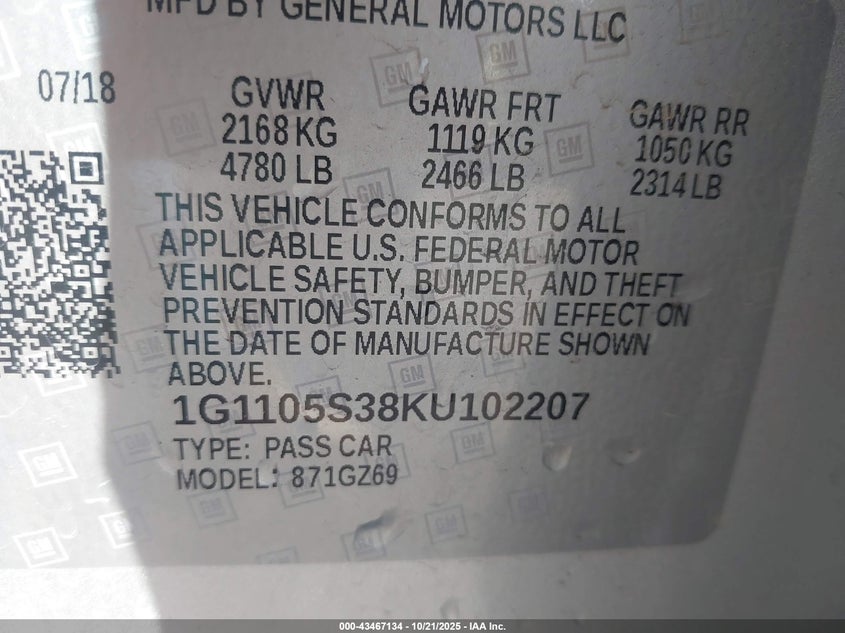 MFD BY GENERAL MOTORS LLC
07/18
GVWR GAWR FRT GAWR RR
2168 KG 1119 KG 1050 KG
4780 LB 2466 LB 2314 LB
THIS VEHICLE CONFORMS TO ALL
APPLICABLE U.S. FEDERAL MOTOR
VEHICLE SAFETY, BUMPER, AND THEFT
PREVENTION STANDARDS IN EFFECT ON
THE DATE OF MANUFACTURE SHOWN
ABOVE.
1G1105S38KU102207
TYPE: PASS CAR
MODEL: 871GZ69
000-43467134 - 10/21/2025 - IAA Inc.